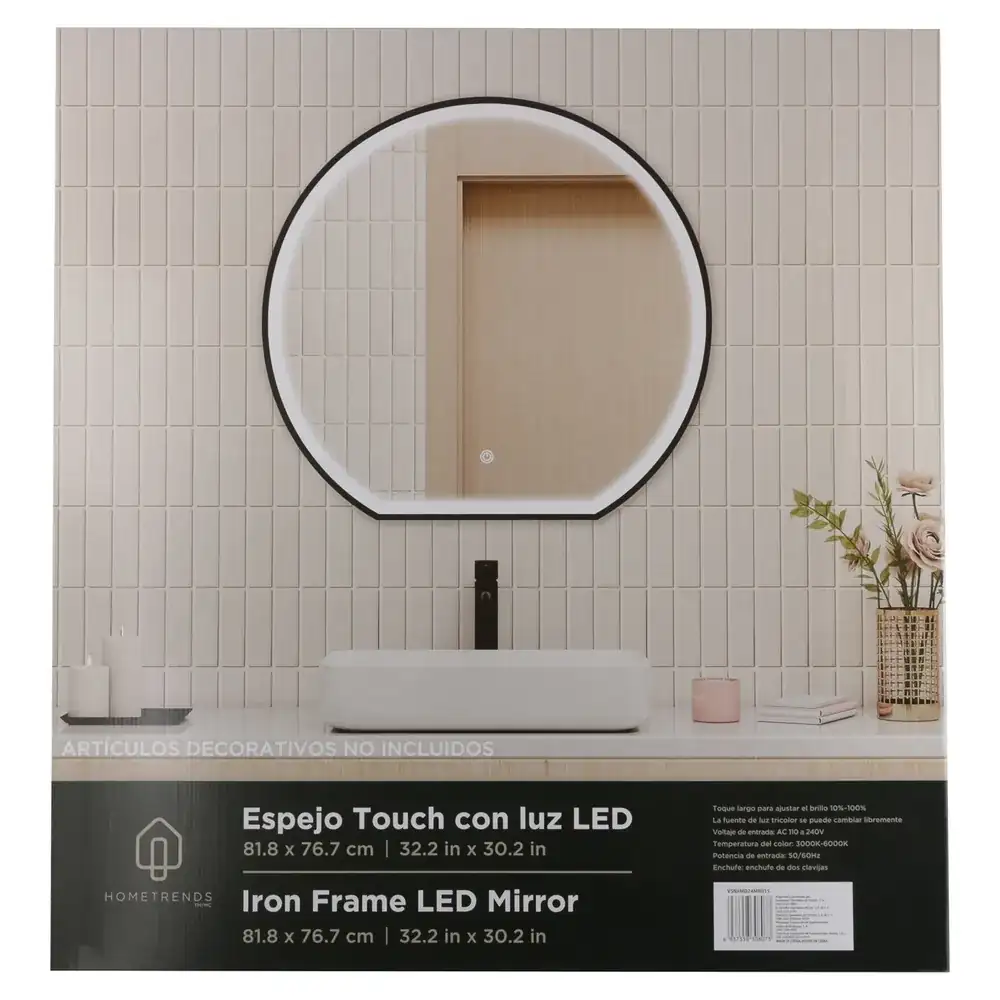 ARTÍCULOS DECORATIVOS NO INCLUIDOS
HOMETRENDS
TM/MC
Espejo Touch con luz LED
81.8 x 76.7 cm | 32.2 in x 30.2 in
Iron Frame LED Mirror
81.8 x 76.7 cm | 32.2 in x 30.2 in
Toque largo para ajustar el brillo 10%-100%
La fuente de luz tricolor se puede cambiar libremente
Voltaje de entrada: AC 110 a 240V
Temperatura del color: 3000K-6000K
Potencia de entrada: 50/60Hz
Enchufe: enchufe de dos clavijas